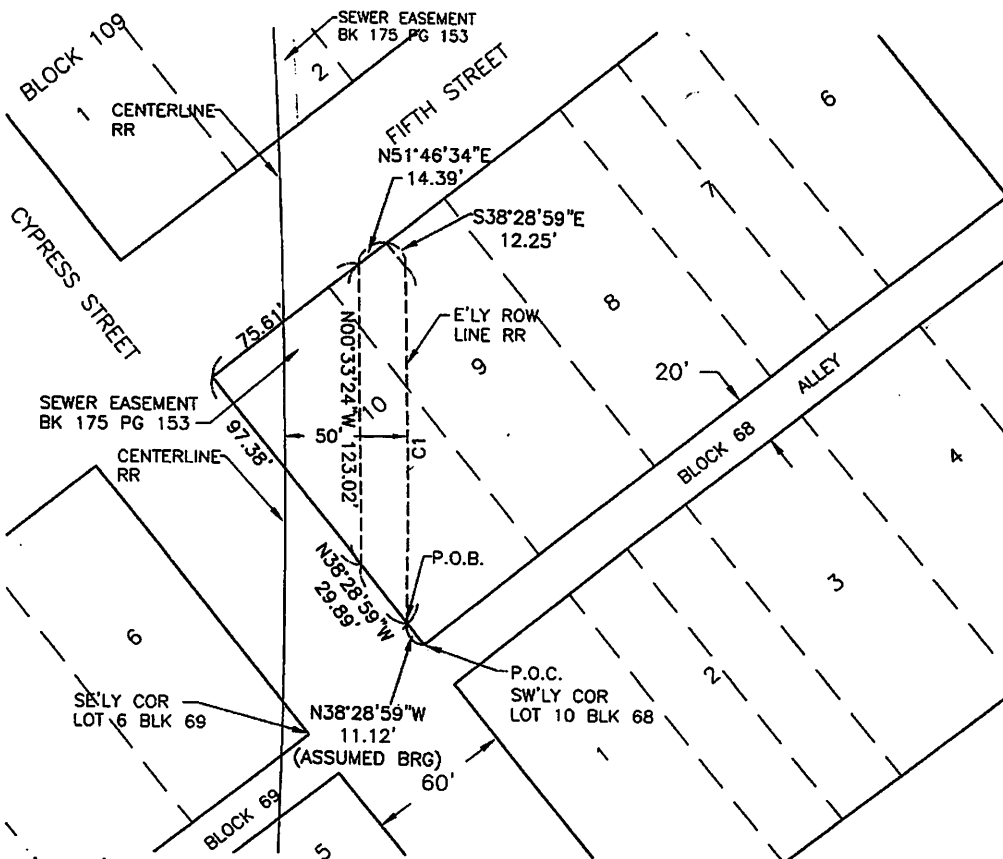 SEWER EASEMENT
BK 175 PG 153
BLOCK 109
1
2
CENTERLINE
RR
FIFTH STREET
N51°46'34"E
14.39'
S38°28'59"E
12.25'
6
7
8
9
10
CYPRESS STREET
75.61'
N00°33'24"W 123.02'
E'LY ROW
LINE RR
20'
ALLEY
BLOCK 68
4
SEWER EASEMENT
BK 175 PG 153
97.38'
50'
C1
CENTERLINE
RR
N38°28'59"W
29.89'
P.O.B.
3
6
2
P.O.C.
SW'LY COR
LOT 10 BLK 68
SE'LY COR
LOT 6 BLK 69
N38°28'59"W
11.12'
(ASSUMED BRG)
60'
1
BLOCK 69
5